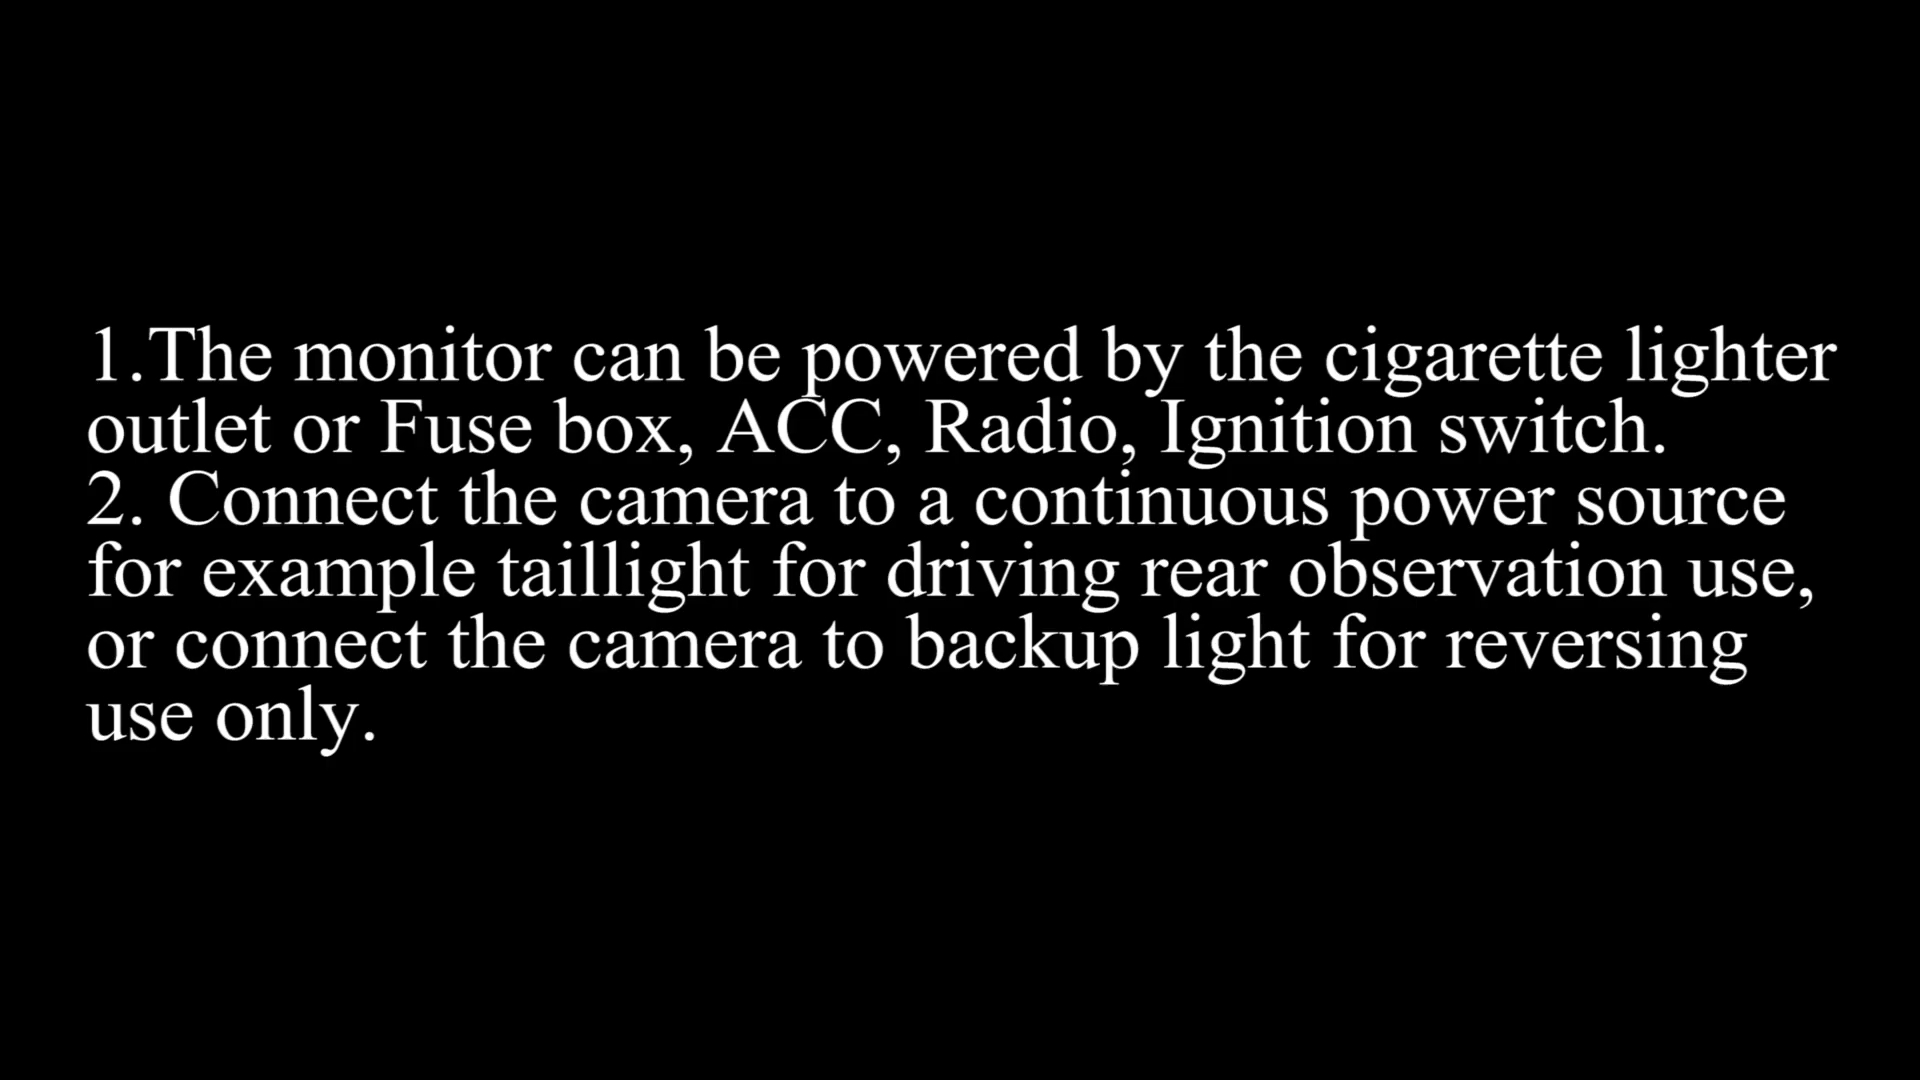 1.The monitor can be powered by the cigarette lighter
outlet or Fuse box, ACC, Radio, Ignition switch.
2. Connect the camera to a continuous power source
for example taillight for driving rear observation use,
or connect the camera to backup light for reversing
use only.